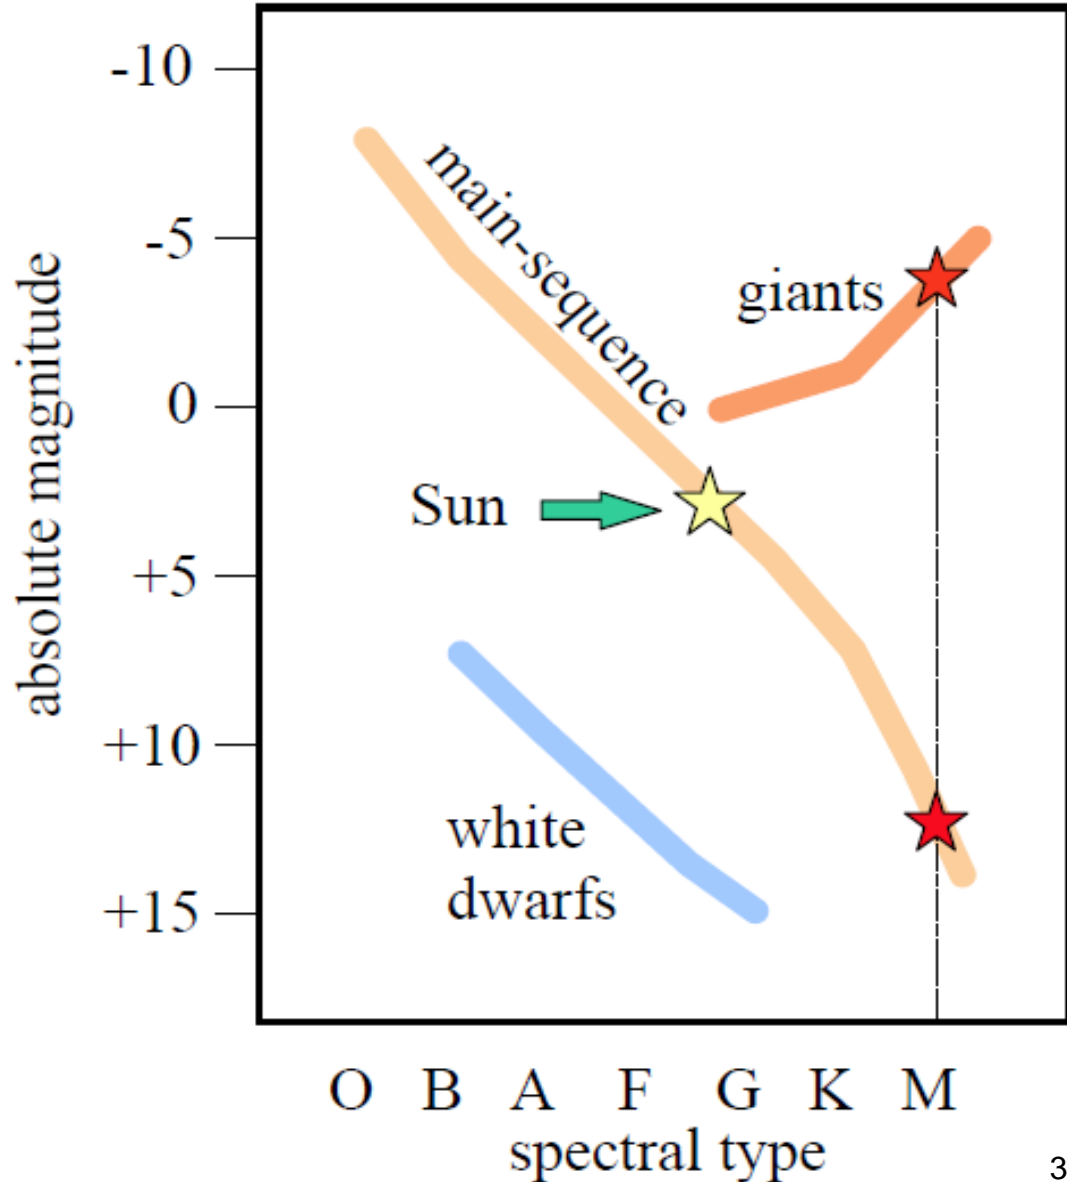 -10
-5
0
+5
+10
+15
absolute magnitude
main-sequence
giants
Sun
white
dwarfs
O B A F G K M
spectral type
3